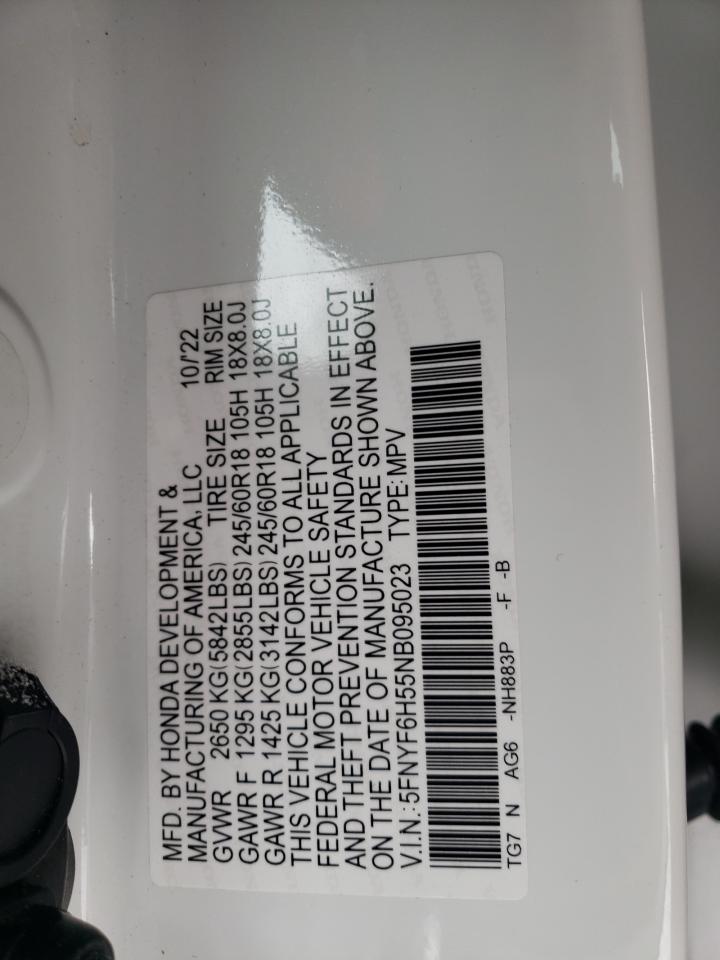 MFD. BY HONDA DEVELOPMENT &
MANUFACTURING OF AMERICA, LLC 10/'22
GVWR 2650 KG(5842LBS) TIRE SIZE RIM SIZE
GAWR F 1295 KG(2855LBS) 245/60R18 105H 18X8.0J
GAWR R 1425 KG(3142LBS) 245/60R18 105H 18X8.0J
THIS VEHICLE CONFORMS TO ALL APPLICABLE
FEDERAL MOTOR VEHICLE SAFETY
AND THEFT PREVENTION STANDARDS IN EFFECT
ON THE DATE OF MANUFACTURE SHOWN ABOVE.
V.I.N.:5FNYF6H55NB095023 TYPE:MPV
TG7 N AG6 -NH883P -F -B